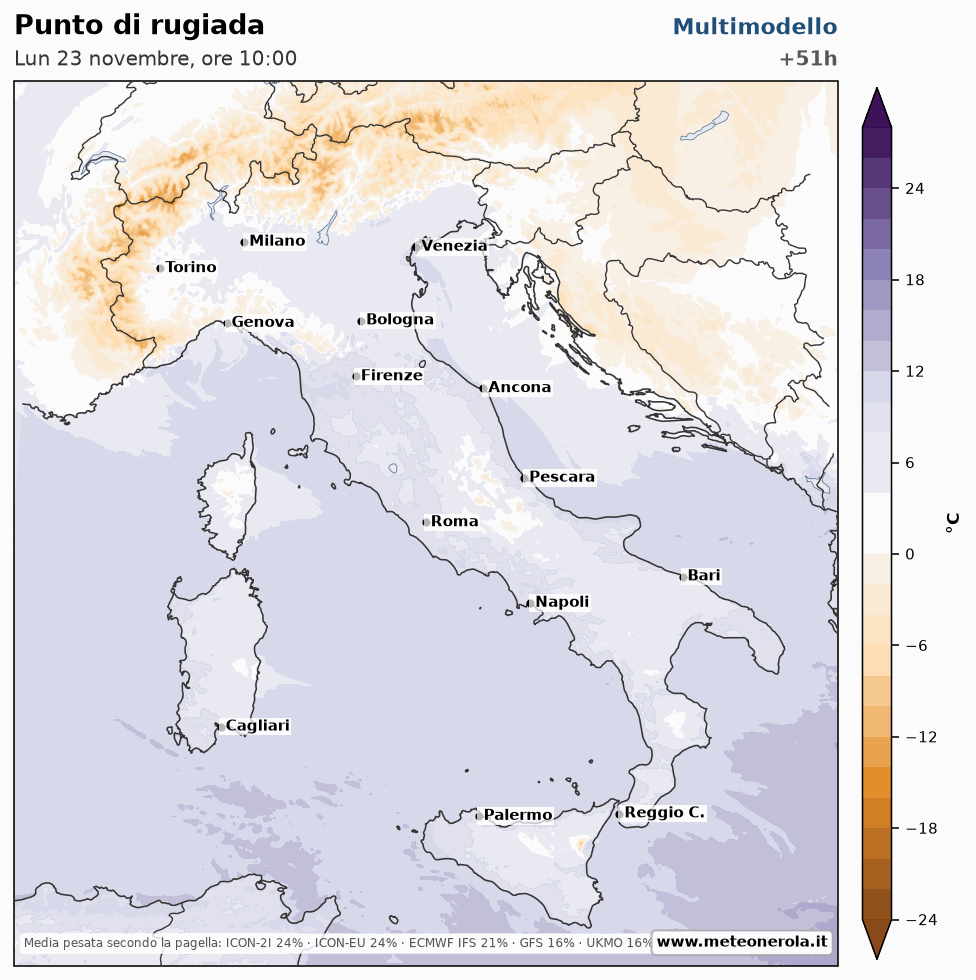 Punto di rugiada
Multimodello
Lun 23 novembre, ore 10:00
+51h
Milano
Venezia
Torino
Genova
Bologna
Firenze
Ancona
Pescara
Roma
Bari
Napoli
Cagliari
Palermo
Reggio C.
24
18
12
6
0
−6
−12
−18
−24
°C
Media pesata secondo la pagella: ICON-2I 24% · ICON-EU 24% · ECMWF IFS 21% · GFS 16% · UKMO 16%
www.meteonerola.it